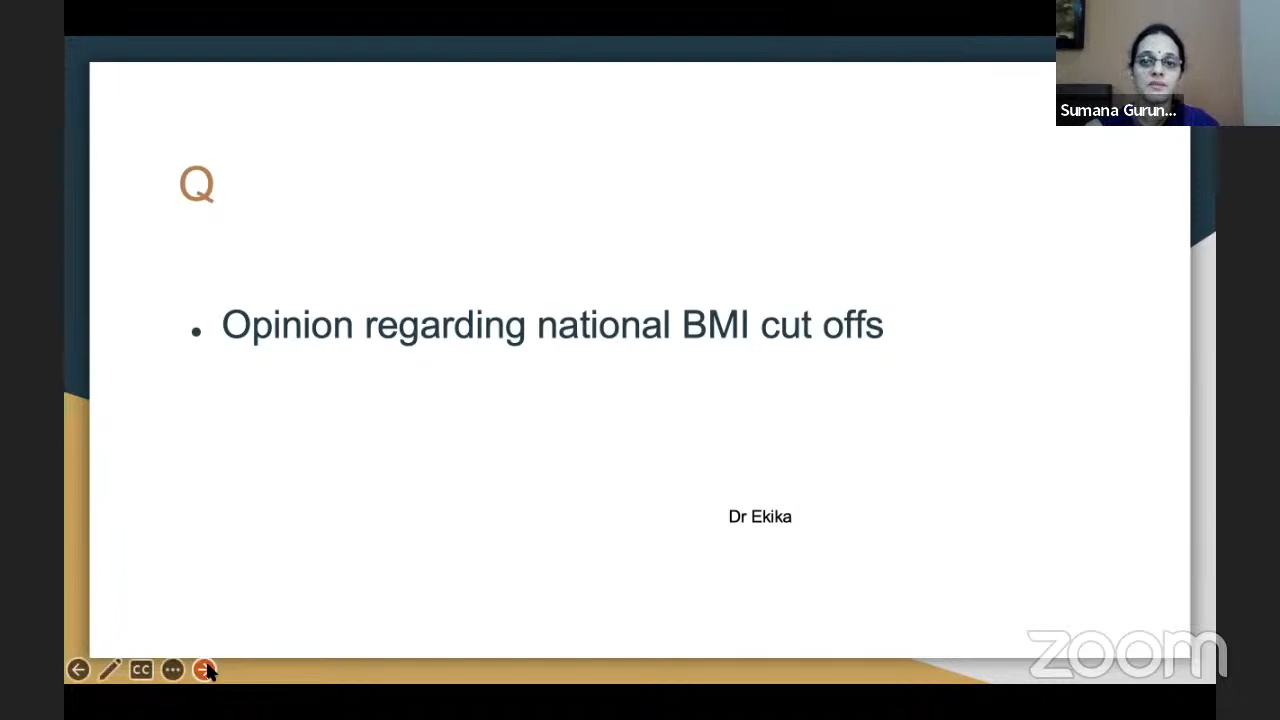 Sumana Gurun...
Q
• Opinion regarding national BMI cut offs
Dr Ekika
CC
zoom